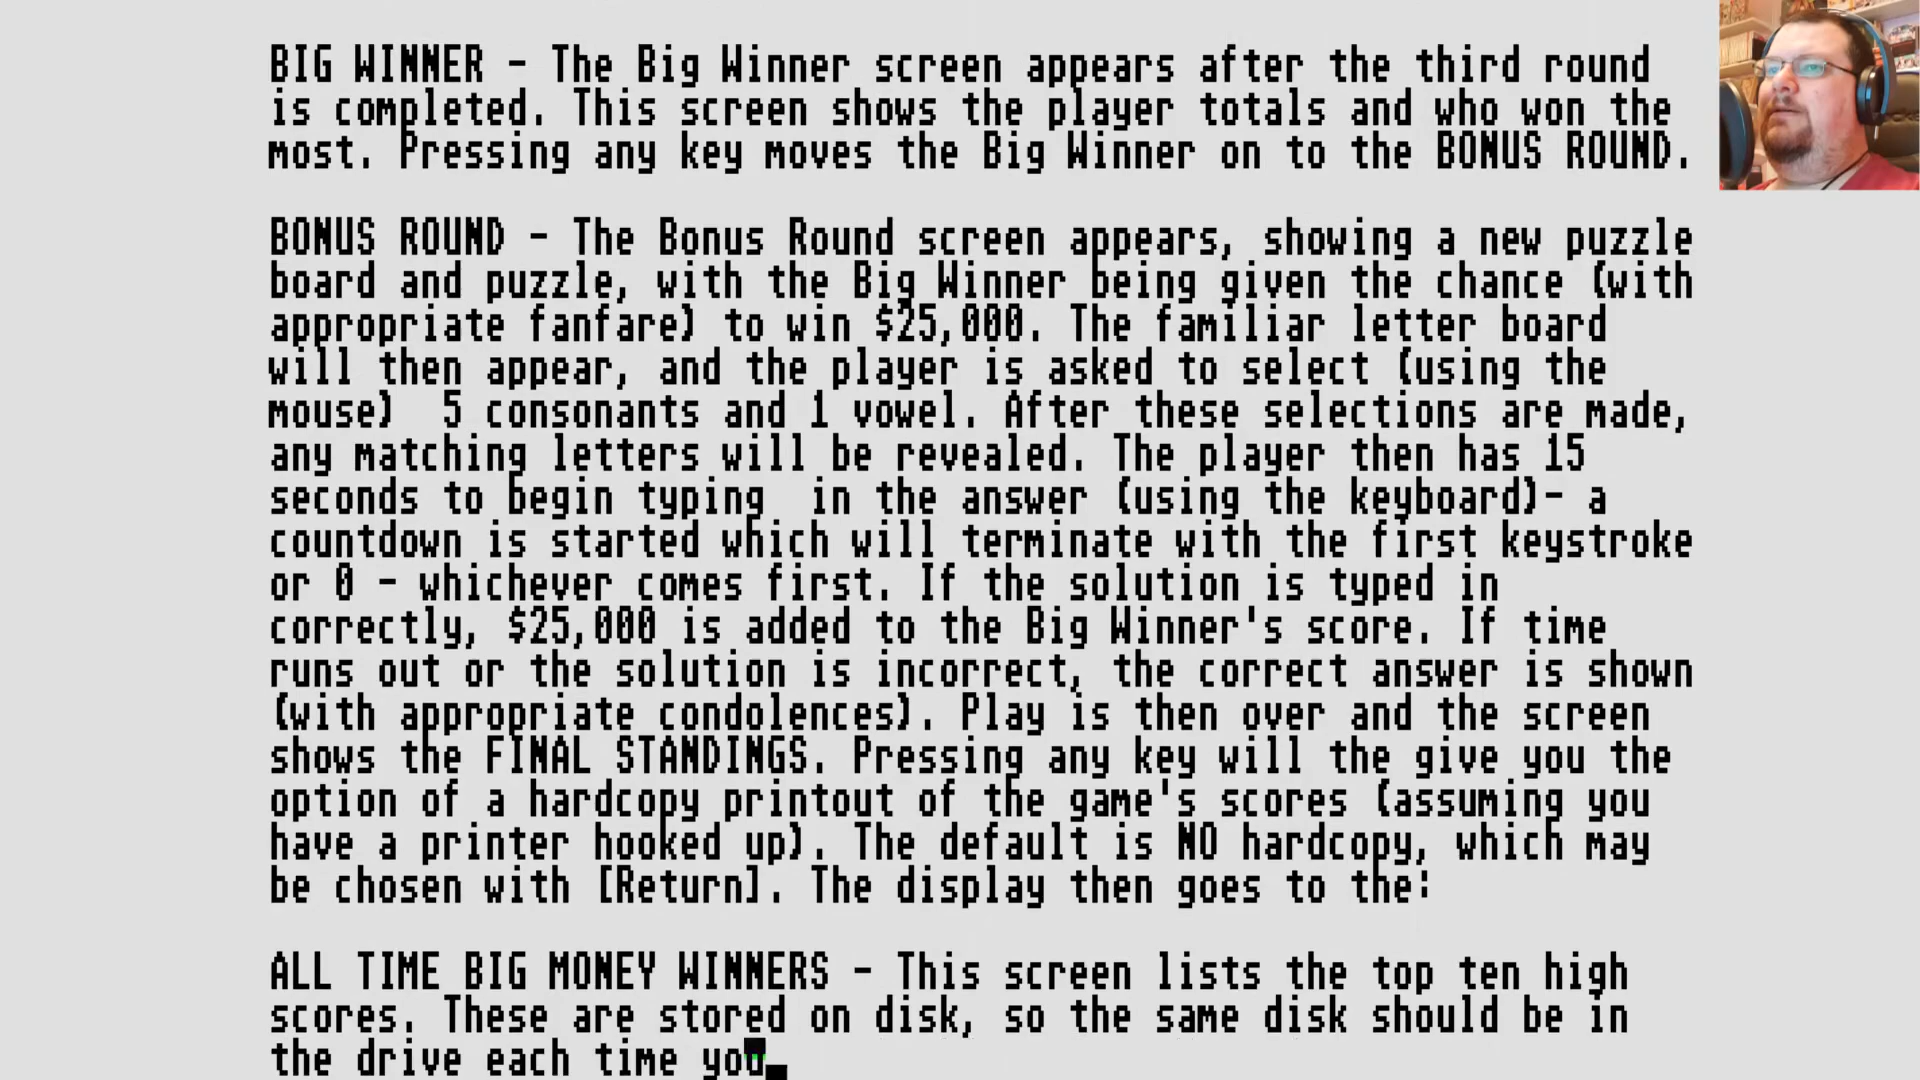 BIG WINNER - The Big Winner screen appears after the third round
is completed. This screen shows the player totals and who won the
most. Pressing any key moves the Big Winner on to the BONUS ROUND.
BONUS ROUND - The Bonus Round screen appears, showing a new puzzle
board and puzzle, with the Big Winner being given the chance (with
appropriate fanfare) to win $25,000. The familiar letter board
will then appear, and the player is asked to select (using the
mouse)  5 consonants and 1 vowel. After these selections are made,
any matching letters will be revealed. The player then has 15
seconds to begin typing  in the answer (using the keyboard)- a
countdown is started which will terminate with the first keystroke
or 0 - whichever comes first. If the solution is typed in
correctly, $25,000 is added to the Big Winner's score. If time
runs out or the solution is incorrect, the correct answer is shown
(with appropriate condolences). Play is then over and the screen
shows the FINAL STANDINGS. Pressing any key will the give you the
option of a hardcopy printout of the game's scores (assuming you
have a printer hooked up). The default is NO hardcopy, which may
be chosen with [Return]. The display then goes to the:
ALL TIME BIG MONEY WINNERS - This screen lists the top ten high
scores. These are stored on disk, so the same disk should be in
the drive each time you